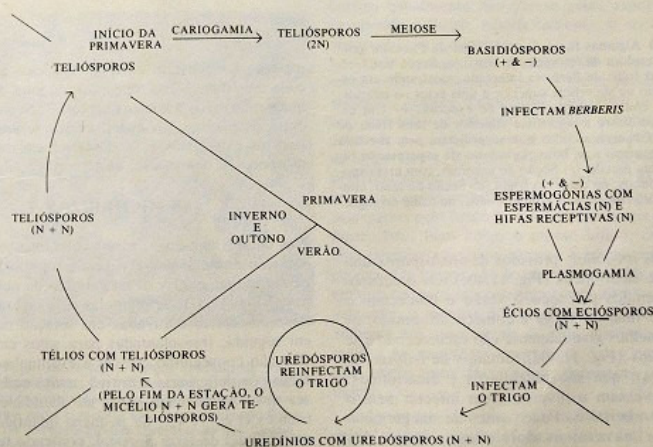 INÍCIO DA
PRIMAVERA
CARIOGAMIA
TELIÓSPOROS
(2N)
MEIOSE
BASIDIÓSPOROS
(+ & −)
TELIÓSPOROS
INFECTAM BERBERIS
(+ & −)
ESPERMOGÔNIAS COM
ESPERMÁCIAS (N) E
HIFAS RECEPTIVAS (N)
PLASMOGAMIA
ÉCIOS COM ECIÓSPOROS
(N + N)
INFECTAM
O TRIGO
PRIMAVERA
INVERNO
E
OUTONO
VERÃO
UREDÓSPOROS
REINFECTAM
O TRIGO
UREDÍNIOS COM UREDÓSPOROS (N + N)
(PELO FIM DA ESTAÇÃO, O
MICÉLIO N + N GERA TE-
LIÓSPOROS)
TÉLIOS COM TELIÓSPOROS
(N + N)
TELIÓSPOROS
(N + N)